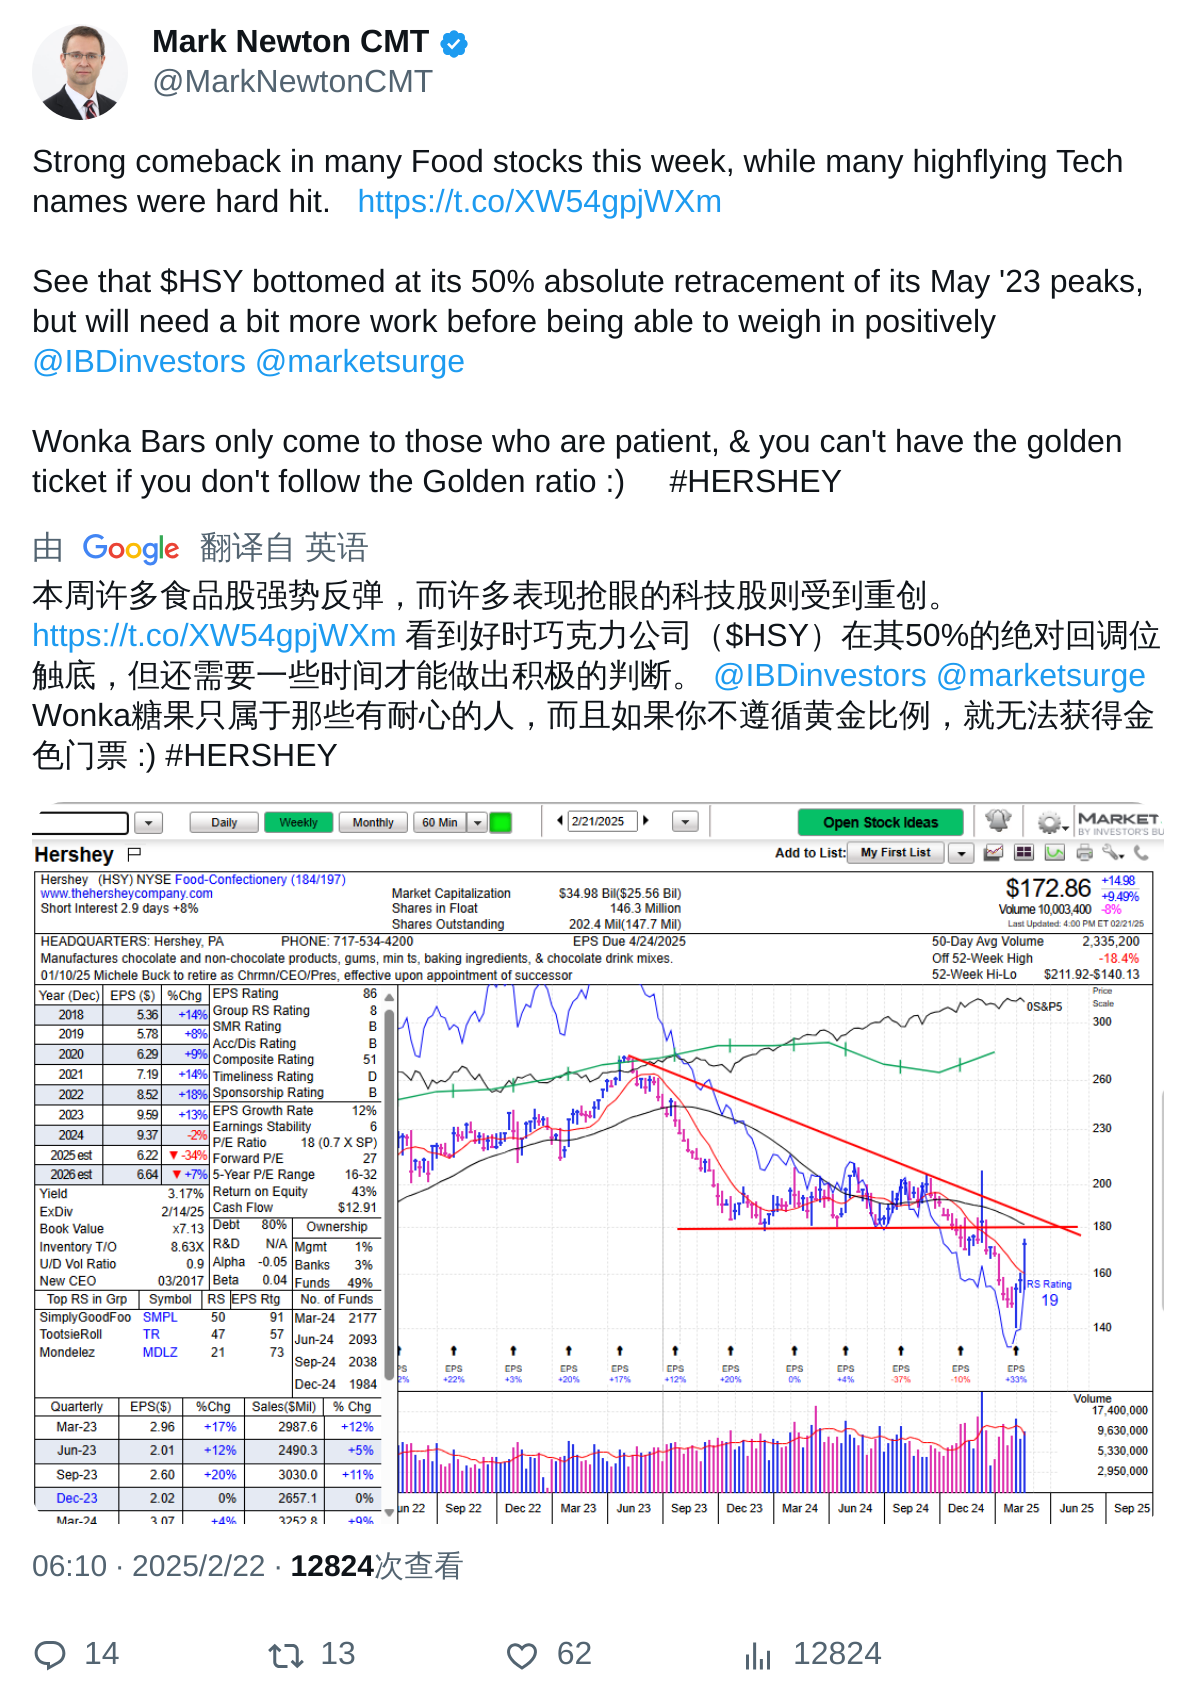 Mark Newton CMT
@MarkNewtonCMT
Strong comeback in many Food stocks this week, while many highflying Tech
names were hard hit. https://t.co/XW54gpjWXm
See that $HSY bottomed at its 50% absolute retracement of its May '23 peaks,
but will need a bit more work before being able to weigh in positively
@IBDinvestors @marketsurge
Wonka Bars only come to those who are patient, & you can't have the golden
ticket if you don't follow the Golden ratio :) #HERSHEY
由 Google 翻译自 英语
本周许多食品股强势反弹，而许多表现抢眼的科技股则受到重创。
https://t.co/XW54gpjWXm 看到好时巧克力公司（$HSY）在其50%的绝对回调位
触底，但还需要一些时间才能做出积极的判断。 @IBDinvestors @marketsurge
Wonka糖果只属于那些有耐心的人，而且如果你不遵循黄金比例，就无法获得金
色门票 :) #HERSHEY
Daily Weekly Monthly 60 Min 2/21/2025 Open Stock Ideas MARKET
BY INVESTOR'S BU
Hershey Add to List: My First List
Hershey (HSY) NYSE Food-Confectionery (184/197)
www.thehersheycompany.com
Short Interest 2.9 days +8%
Market Capitalization $34.98 Bil($25.56 Bil)
Shares in Float 146.3 Million
Shares Outstanding 202.4 Mil(147.7 Mil)
$172.86 +14.98
+9.49%
Volume 10,003,400 -8%
Last Updated: 4:00 PM ET 02/21/25
HEADQUARTERS: Hershey, PA PHONE: 717-534-4200 EPS Due 4/24/2025
Manufactures chocolate and non-chocolate products, gums, min ts, baking ingredients, & chocolate drink mixes.
01/10/25 Michele Buck to retire as Chrmn/CEO/Pres, effective upon appointment of successor
50-Day Avg Volume 2,335,200
Off 52-Week High -18.4%
52-Week Hi-Lo $211.92-$140.13
Year (Dec) EPS ($) %Chg
2018 5.36 +14%
2019 5.78 +8%
2020 6.29 +9%
2021 7.19 +14%
2022 8.52 +18%
2023 9.59 +13%
2024 9.37 -2%
2025 est 6.22 ▼-34%
2026 est 6.64 ▼+7%
Yield 3.17%
ExDiv 2/14/25
Book Value x7.13
Inventory T/O 8.63X
U/D Vol Ratio 0.9
New CEO 03/2017
EPS Rating 86
Group RS Rating 8
SMR Rating B
Acc/Dis Rating B
Composite Rating 51
Timeliness Rating D
Sponsorship Rating B
EPS Growth Rate 12%
Earnings Stability 6
P/E Ratio 18 (0.7 X SP)
Forward P/E 27
5-Year P/E Range 16-32
Return on Equity 43%
Cash Flow $12.91
Debt 80%
R&D N/A
Alpha -0.05
Beta 0.04
Ownership
Mgmt 1%
Banks 3%
Funds 49%
Top RS in Grp Symbol RS EPS Rtg
SimplyGoodFoo SMPL 50 91
TootsieRoll TR 47 57
Mondelez MDLZ 21 73
No. of Funds
Mar-24 2177
Jun-24 2093
Sep-24 2038
Dec-24 1984
Quarterly EPS($) %Chg Sales($Mil) % Chg
Mar-23 2.96 +17% 2987.6 +12%
Jun-23 2.01 +12% 2490.3 +5%
Sep-23 2.60 +20% 3030.0 +11%
Dec-23 2.02 0% 2657.1 0%
Mar-24 3.07 +4% 3252.8 +9%
Price
Scale
0S&P5
300
260
230
200
180
160
140
RS Rating
19
PS EPS EPS EPS EPS EPS EPS EPS EPS EPS EPS EPS
2% +22% +3% +20% +17% +12% +20% 0% +4% -37% -10% +33%
Volume
17,400,000
9,630,000
5,330,000
2,950,000
un 22 Sep 22 Dec 22 Mar 23 Jun 23 Sep 23 Dec 23 Mar 24 Jun 24 Sep 24 Dec 24 Mar 25 Jun 25 Sep 25
06:10 · 2025/2/22 · 12824次查看
14 13 62 12824